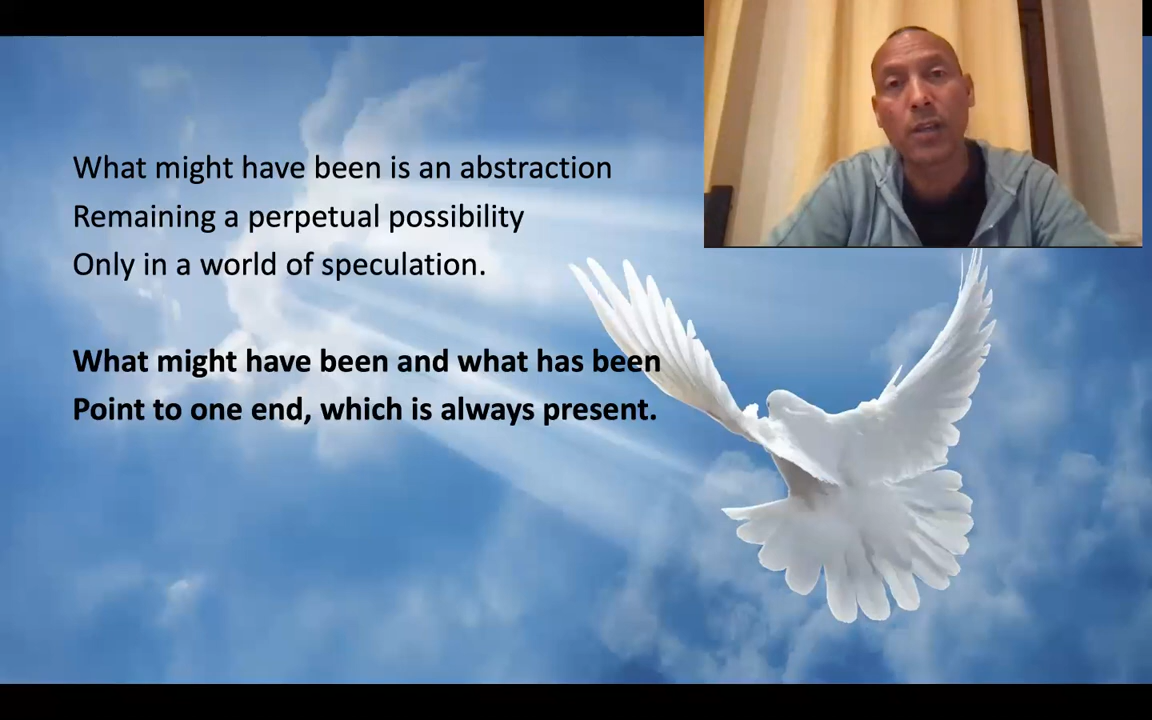 What might have been is an abstraction
Remaining a perpetual possibility
Only in a world of speculation.
What might have been and what has been
Point to one end, which is always present.